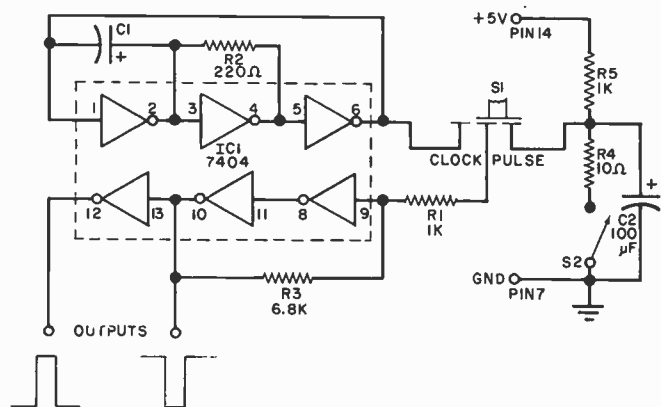 C1
+
R2
220Ω
1
2
3
4
5
6
IC1
7404
12
13
10
11
8
9
R3
6.8K
R1
1K
S1
CLOCK PULSE
+5V
PIN14
R5
1K
R4
10Ω
+
C2
100
µF
S2
GND
PIN7
OUTPUTS